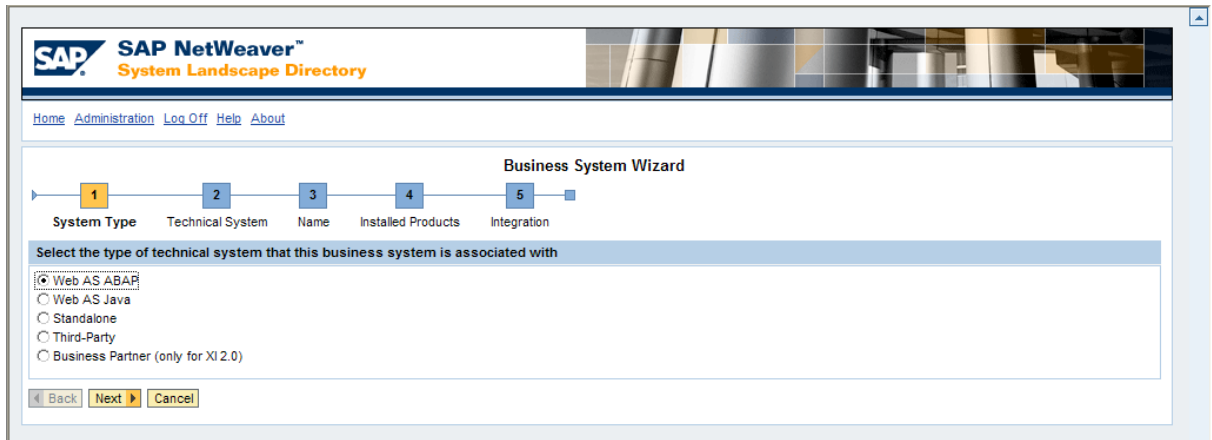 SAP
SAP NetWeaver™
System Landscape Directory
Home Administration Log Off Help About
Business System Wizard
1 2 3 4 5
System Type Technical System Name Installed Products Integration
Select the type of technical system that this business system is associated with
Web AS ABAP
Web AS Java
Standalone
Third-Party
Business Partner (only for XI 2.0)
Back Next Cancel